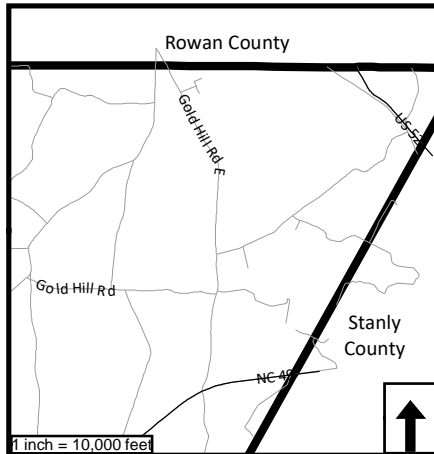 Rowan County
Gold Hill Rd E
US 52
Gold Hill Rd
Stanly
County
NC 49
1 inch = 10,000 feet